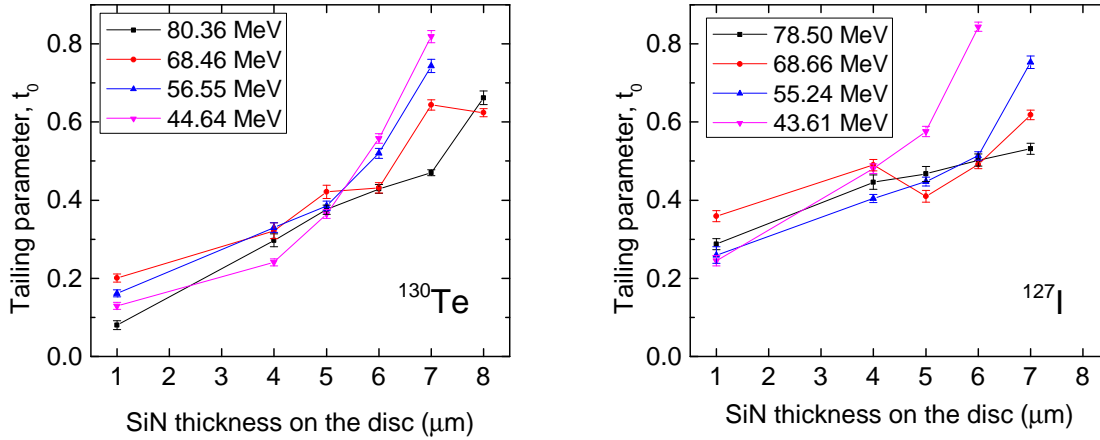 Tailing parameter, t₀
0.8
0.6
0.4
0.2
0.0
80.36 MeV
68.46 MeV
56.55 MeV
44.64 MeV
¹³⁰Te
1 2 3 4 5 6 7 8
SiN thickness on the disc (μm)
Tailing parameter, t₀
0.8
0.6
0.4
0.2
0.0
78.50 MeV
68.66 MeV
55.24 MeV
43.61 MeV
¹²⁷I
1 2 3 4 5 6 7 8
SiN thickness on the disc (μm)